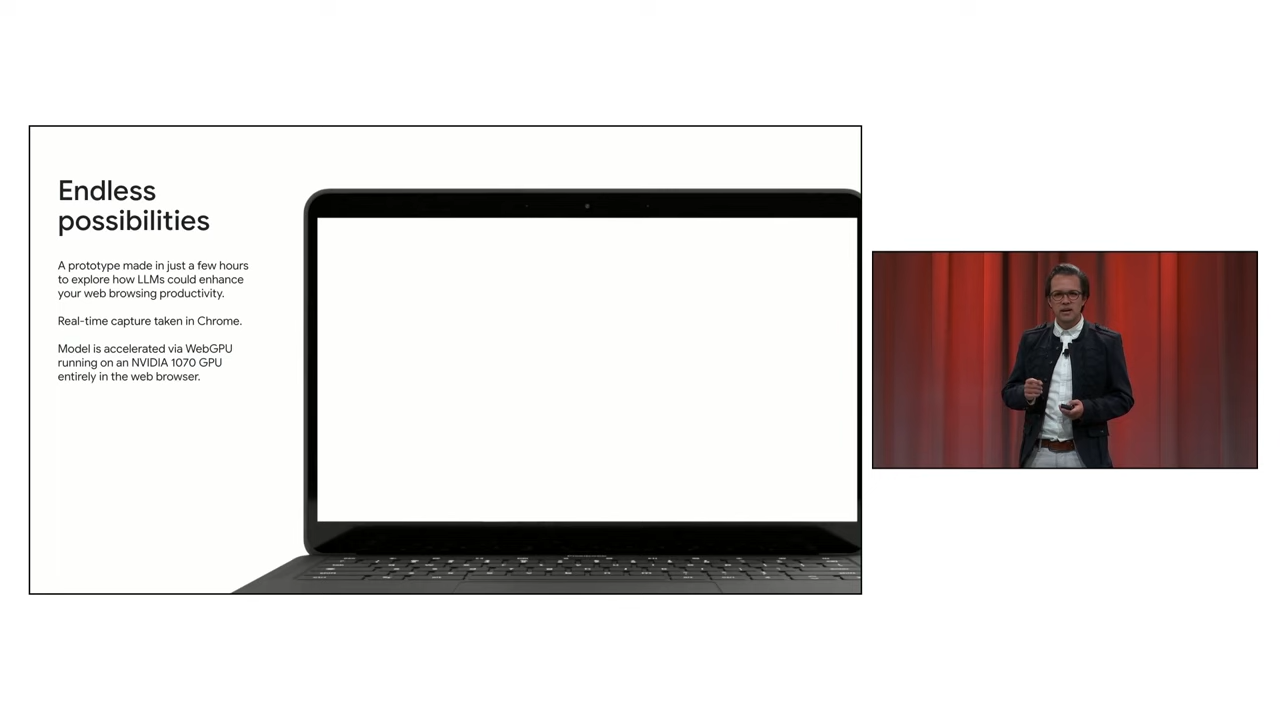 Endless
possibilities
A prototype made in just a few hours
to explore how LLMs could enhance
your web browsing productivity.
Real-time capture taken in Chrome.
Model is accelerated via WebGPU
running on an NVIDIA 1070 GPU
entirely in the web browser.